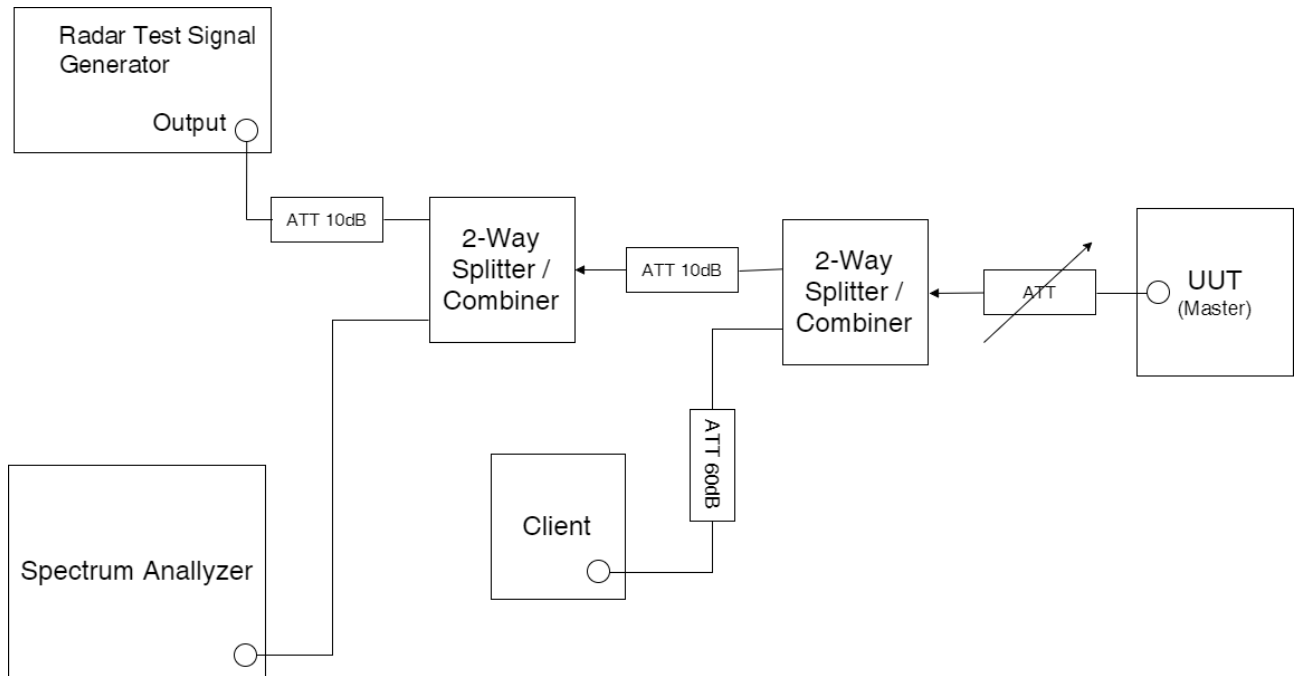 Radar Test Signal
Generator
Output
ATT 10dB
2-Way
Splitter /
Combiner
ATT 10dB
2-Way
Splitter /
Combiner
ATT
UUT
(Master)
ATT 60dB
Client
Spectrum Anallyzer